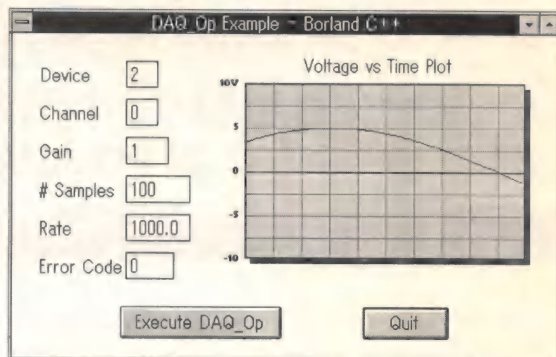 DAQ_Op Example - Borland C++
Device 2
Channel 0
Gain 1
# Samples 100
Rate 1000.0
Error Code 0
Voltage vs Time Plot
10V
5
0
-5
-10
Execute DAQ_Op
Quit